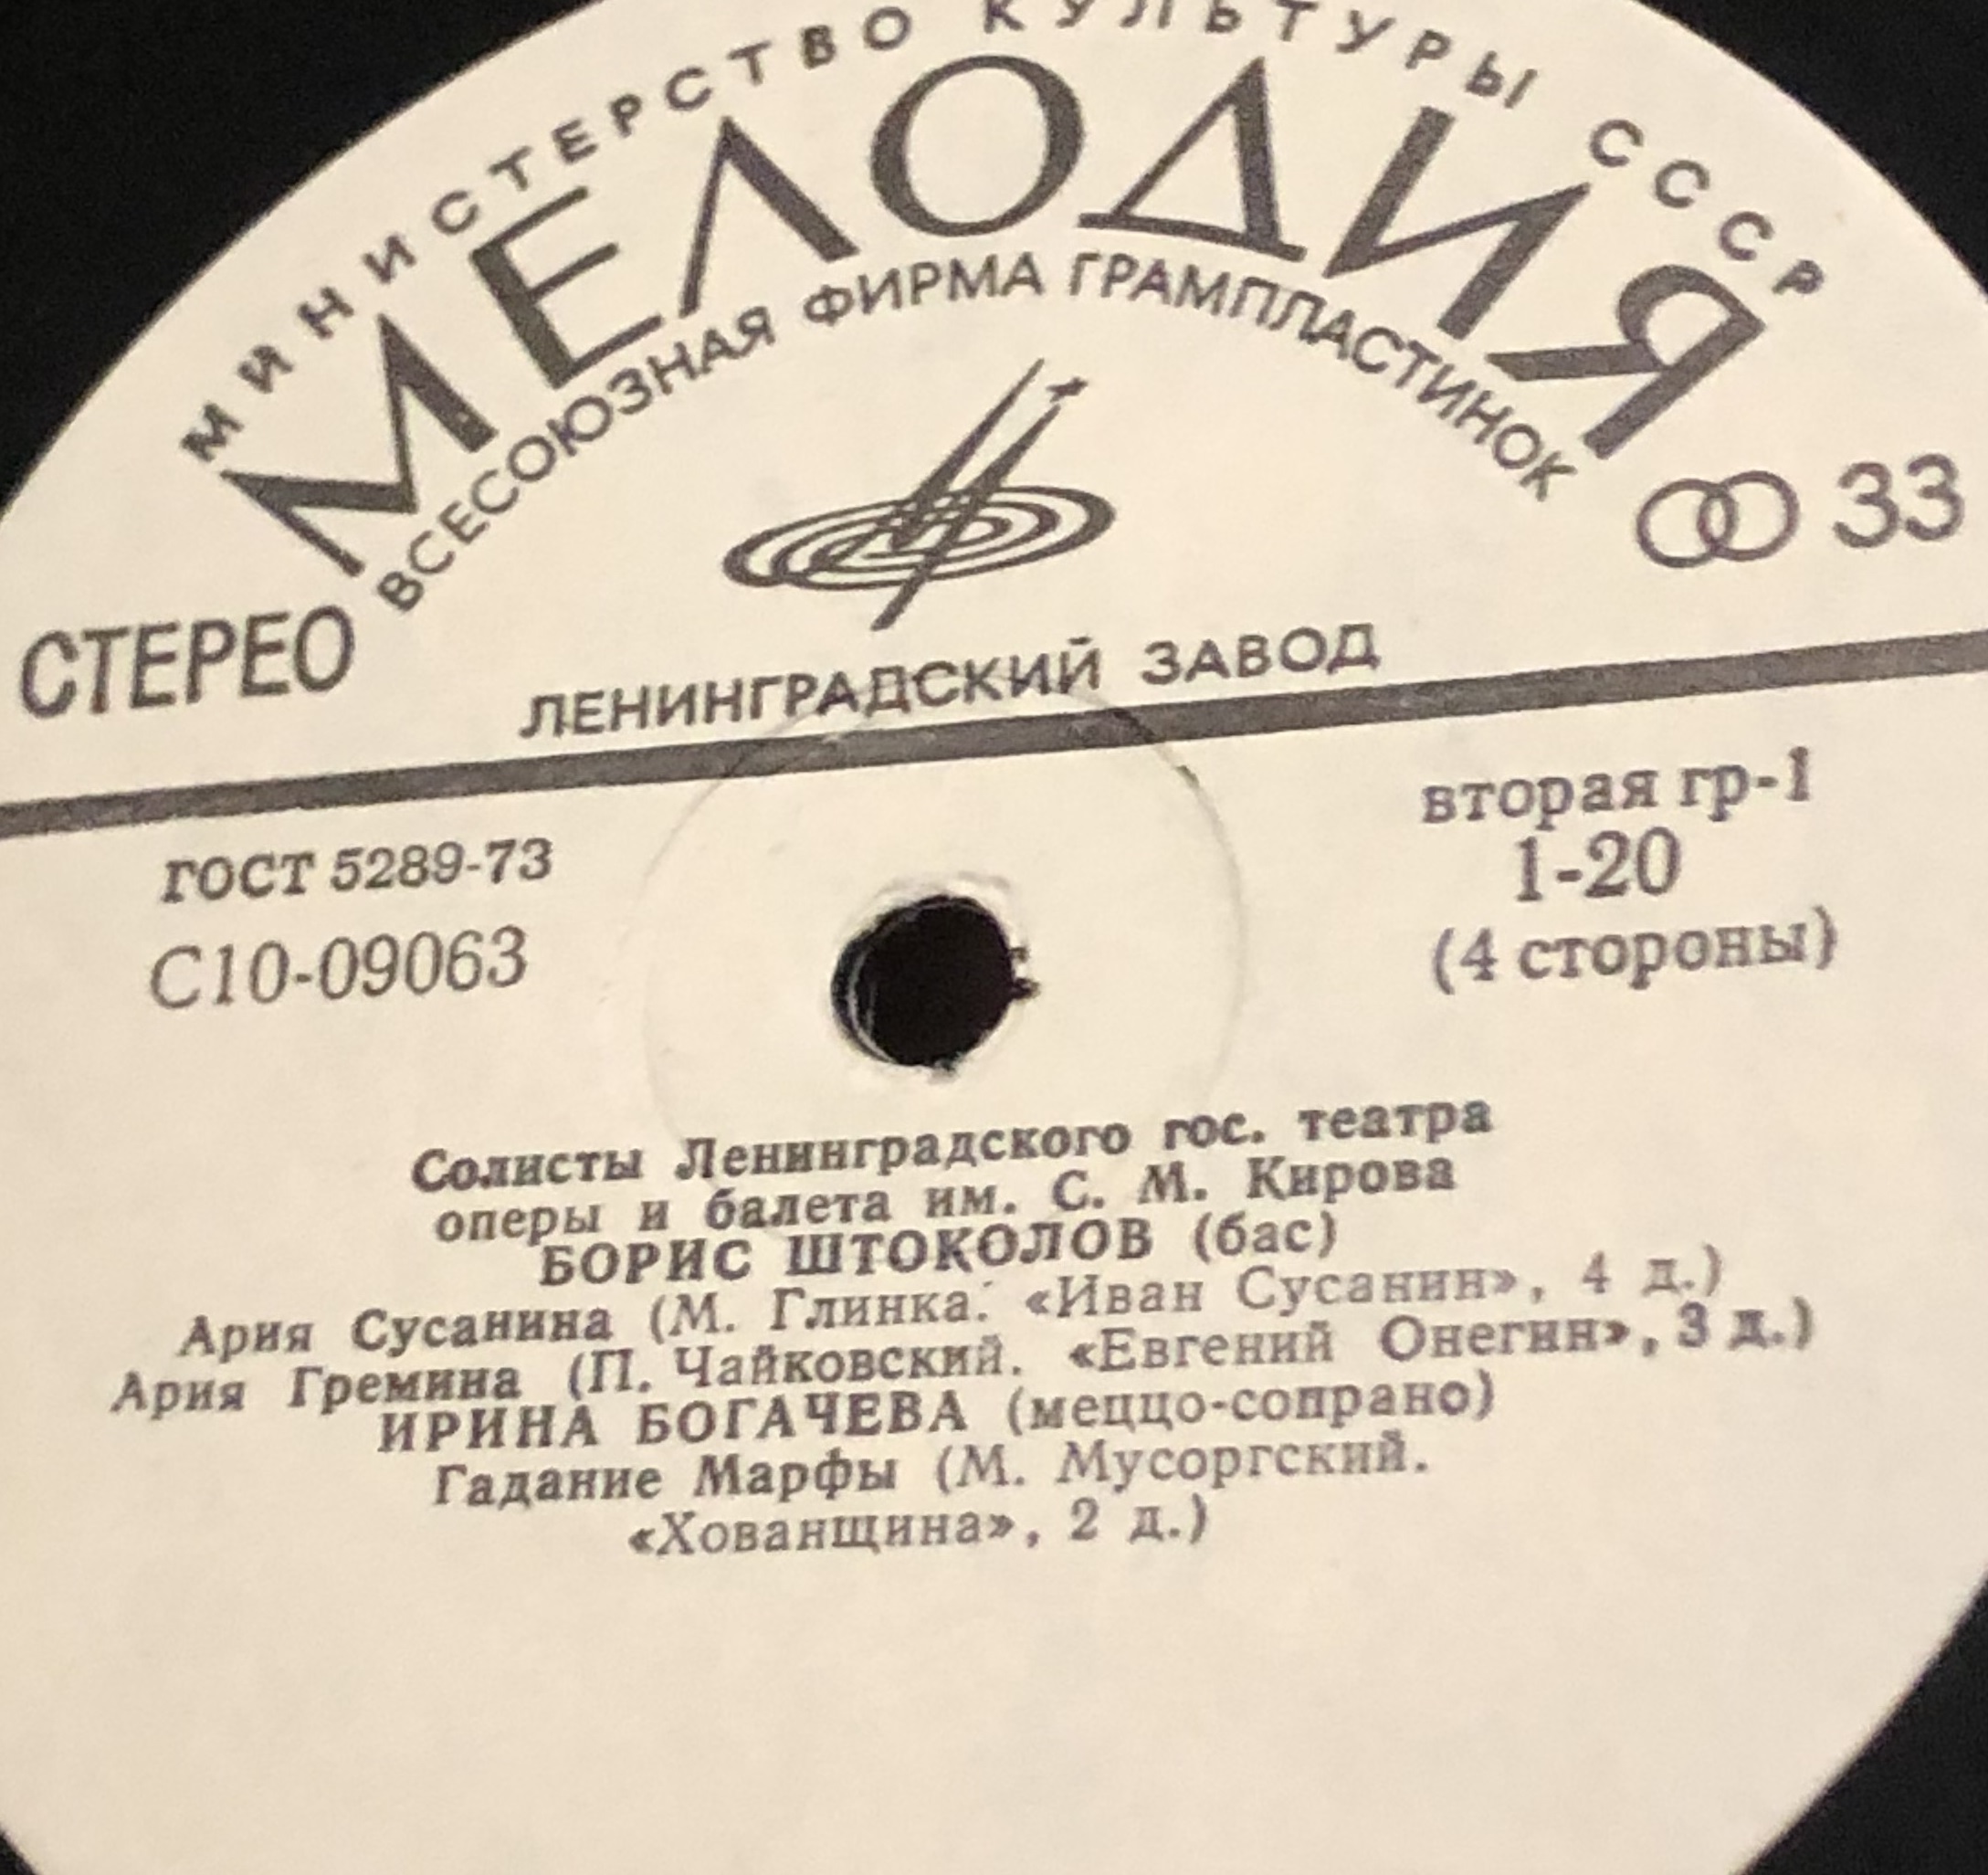 МИНИСТЕРСТВО КУЛЬТУРЫ СССР
МЕЛОДИЯ
ВСЕСОЮЗНАЯ ФИРМА ГРАМПЛАСТИНОК
33
СТЕРЕО
ЛЕНИНГРАДСКИЙ ЗАВОД
ГОСТ 5289-73
С10-09063
вторая гр-1
1-20
(4 стороны)
Солисты Ленинградского гос. театра
оперы и балета им. С. М. Кирова
БОРИС ШТОКОЛОВ (бас)
Ария Сусанина (М. Глинка. «Иван Сусанин», 4 д.)
Ария Гремина (П. Чайковский. «Евгений Онегин», 3 д.)
ИРИНА БОГАЧЕВА (меццо-сопрано)
Гадание Марфы (М. Мусоргский.
«Хованщина», 2 д.)